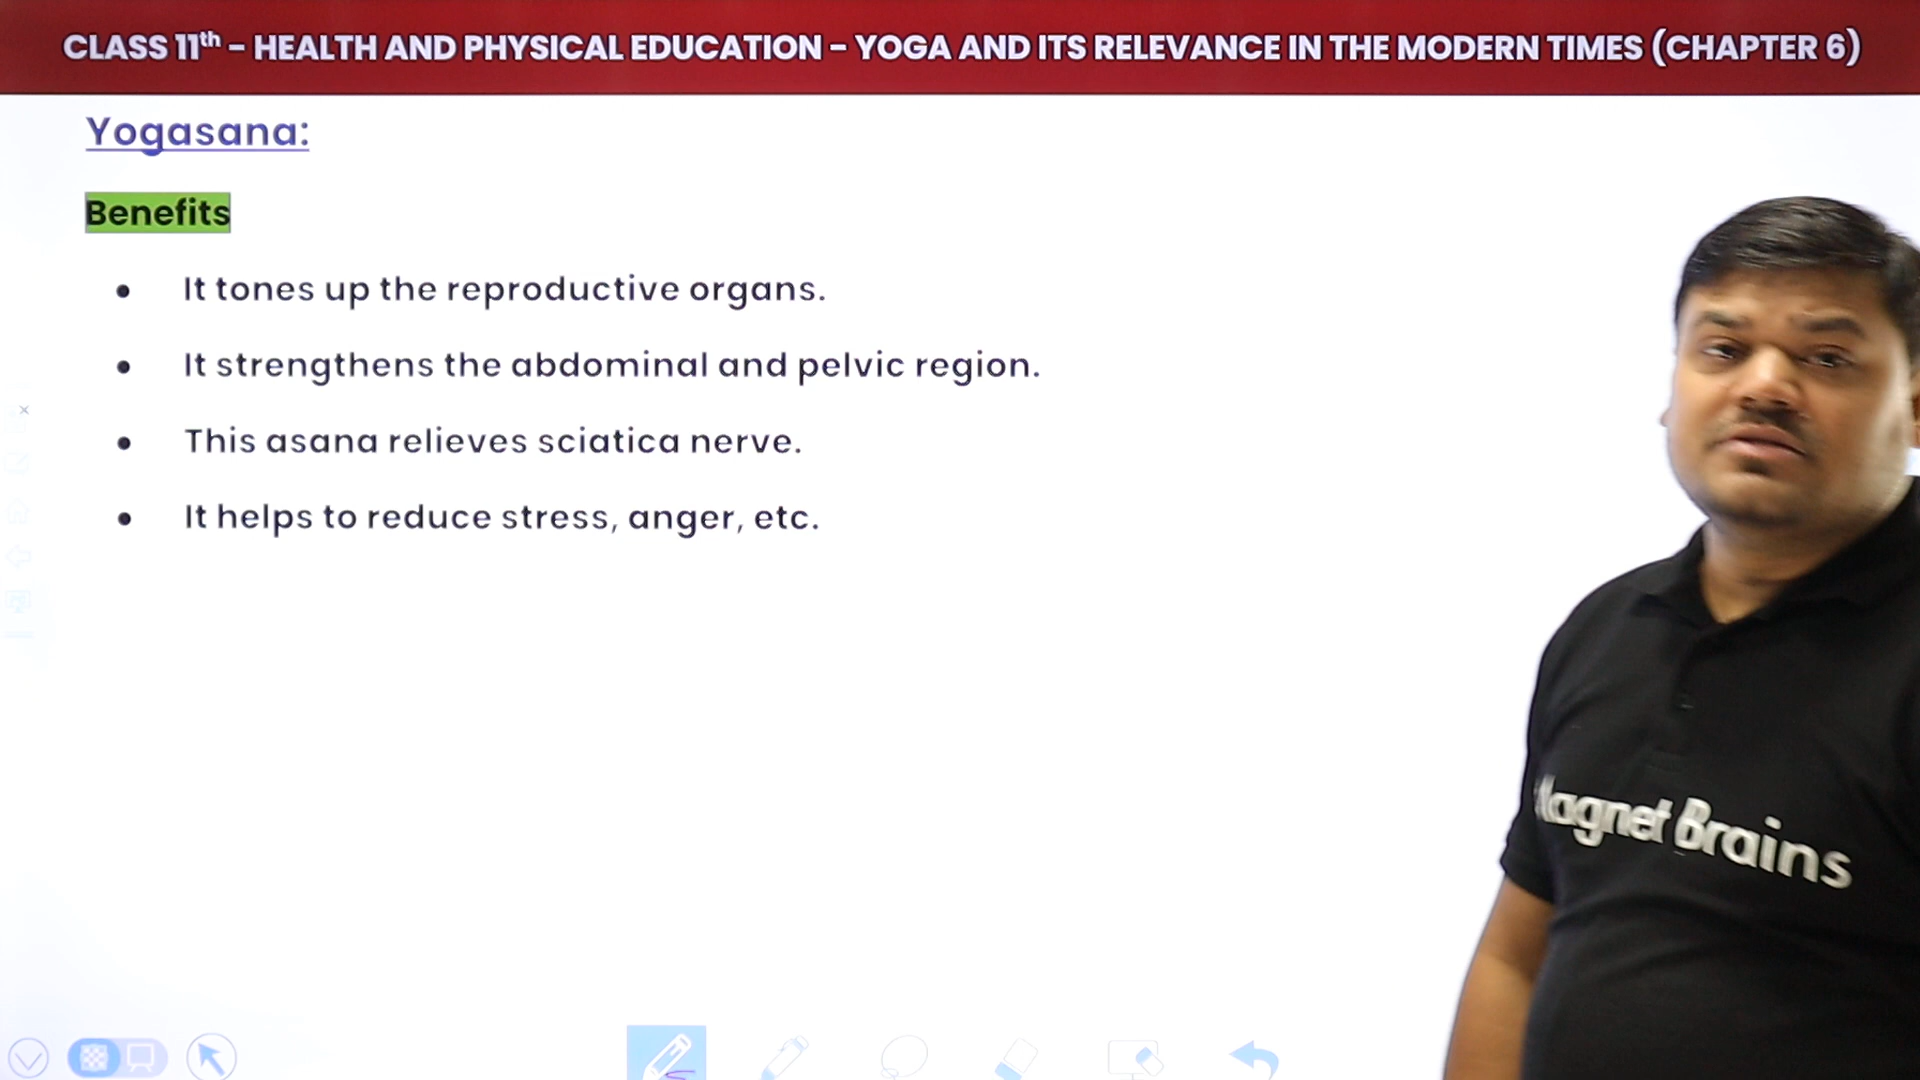 CLASS 11th – HEALTH AND PHYSICAL EDUCATION – YOGA AND ITS RELEVANCE IN THE MODERN TIMES (CHAPTER 6)
Yogasana:
Benefits
• It tones up the reproductive organs.
• It strengthens the abdominal and pelvic region.
• This asana relieves sciatica nerve.
• It helps to reduce stress, anger, etc.
Magnet Brains